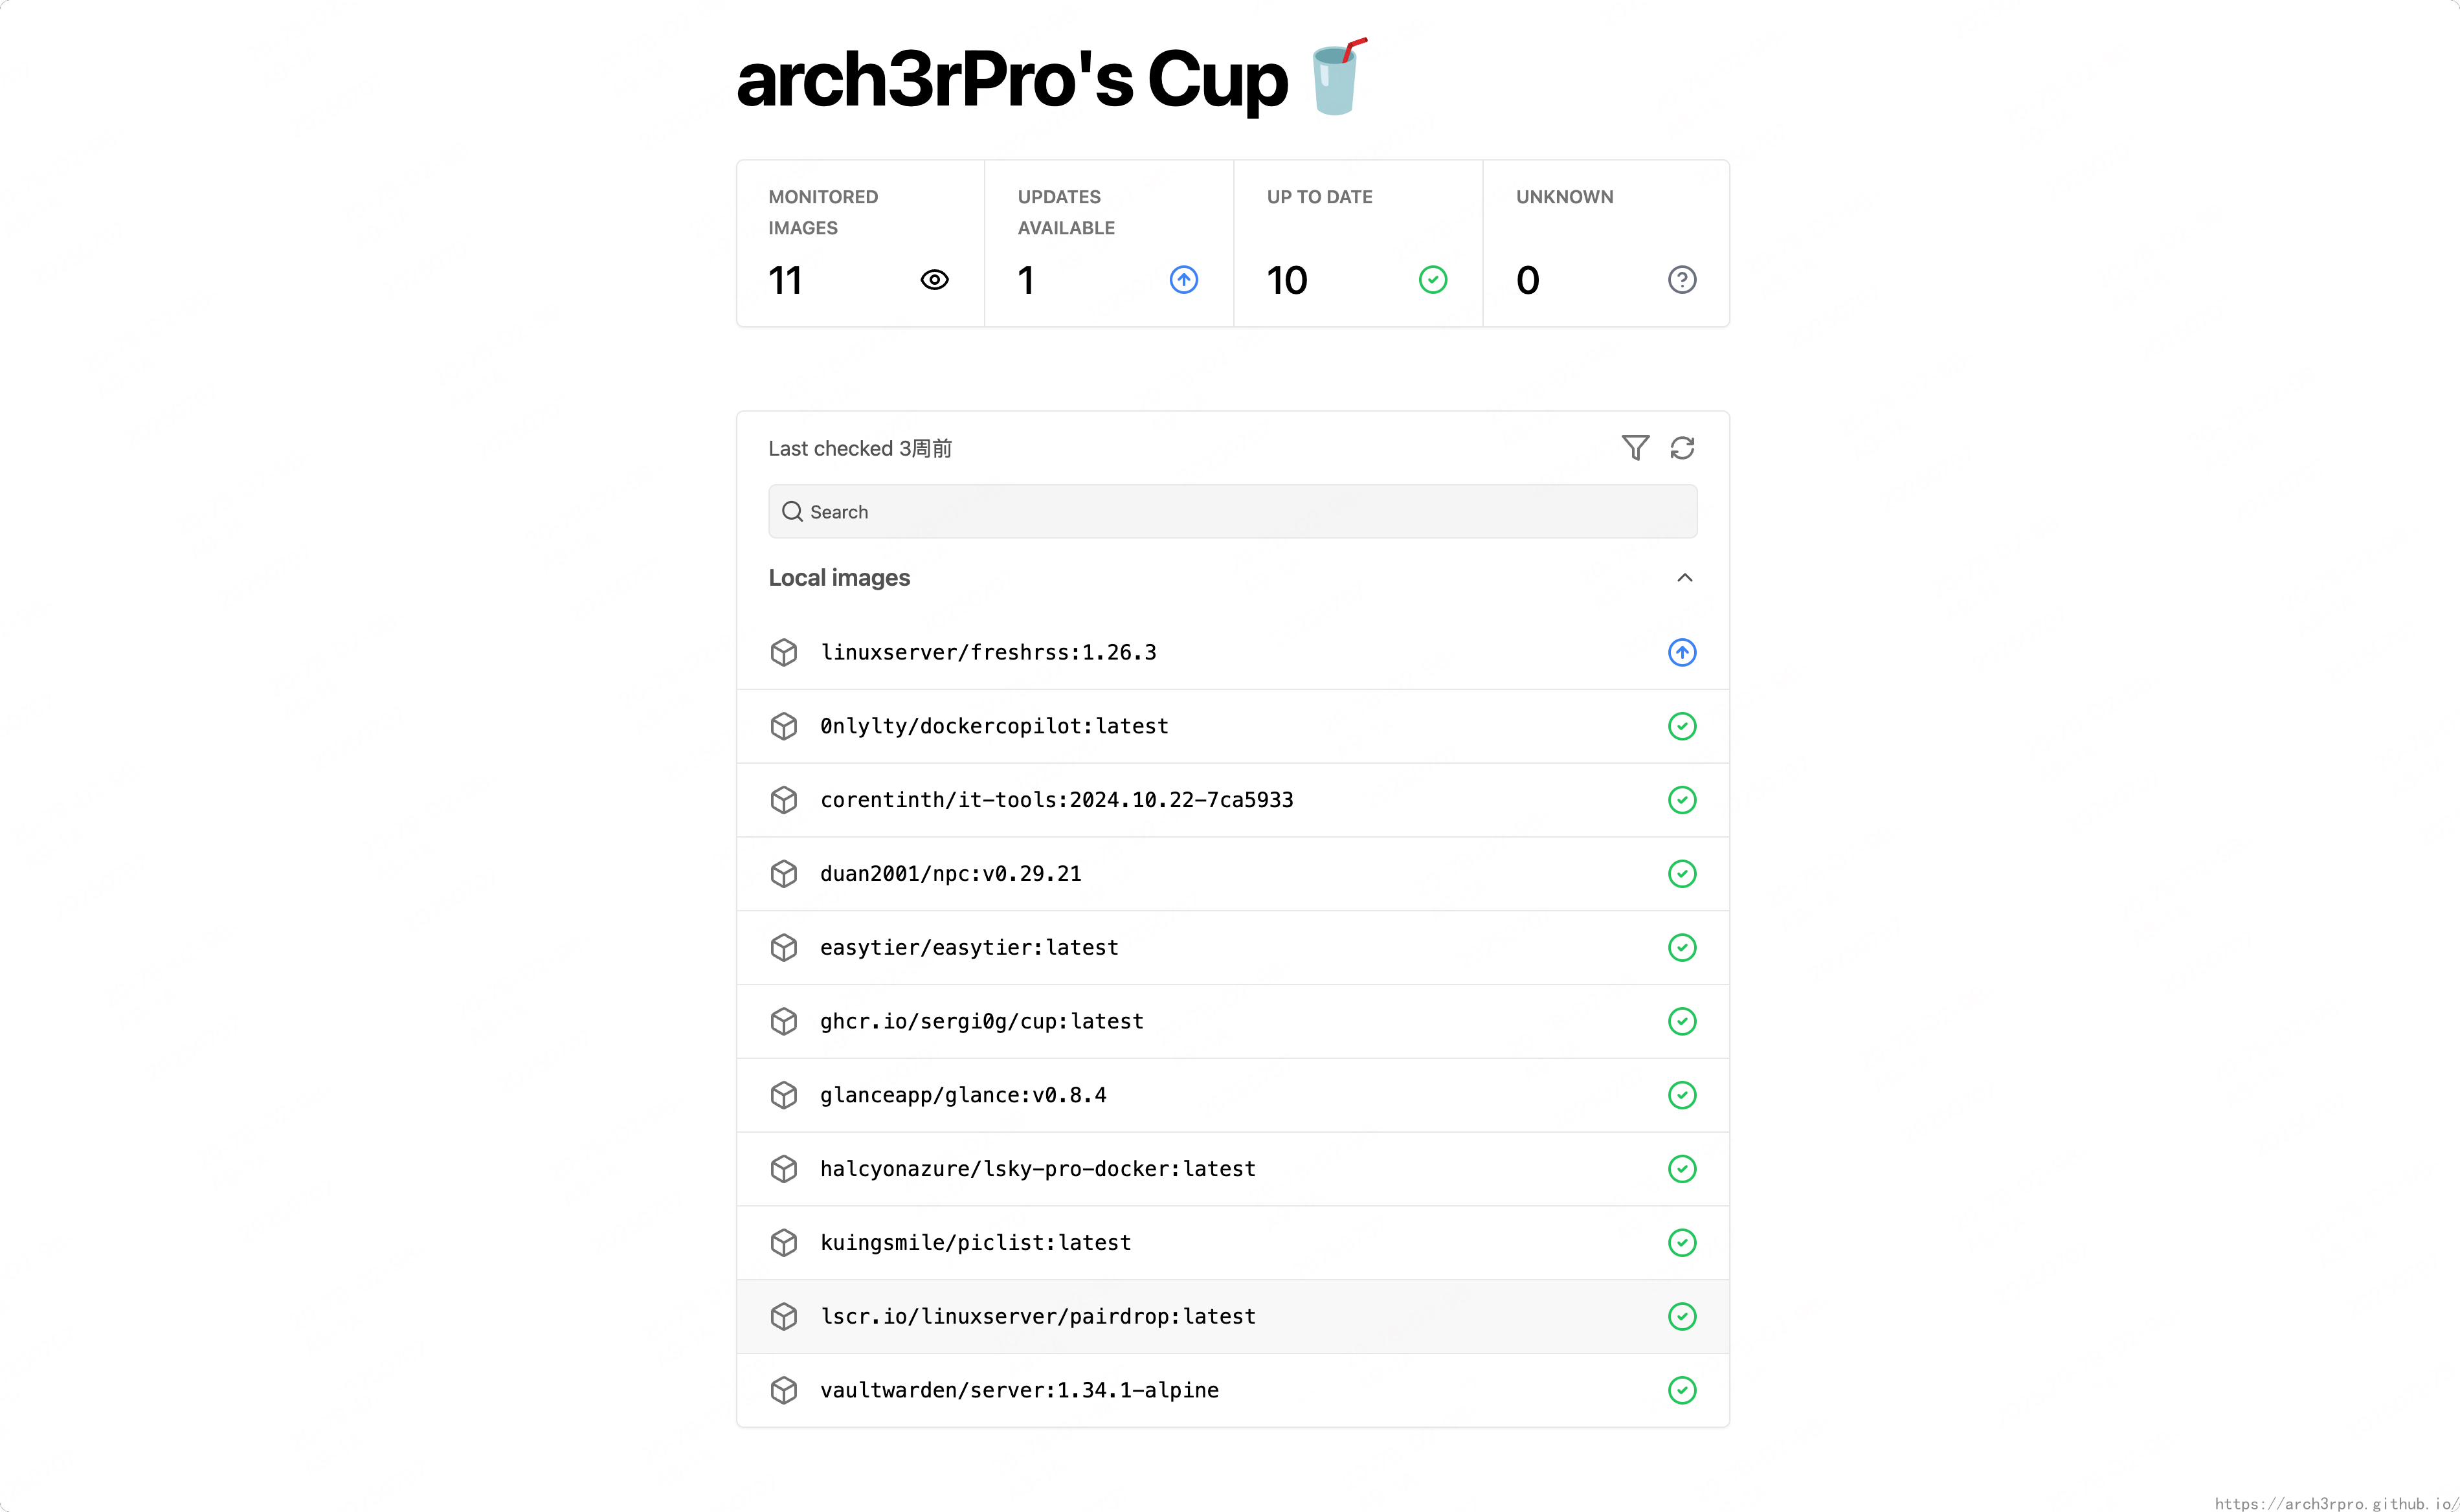 arch3rPro's Cup
MONITORED
IMAGES
11
UPDATES
AVAILABLE
1
UP TO DATE
10
UNKNOWN
0
Last checked 3周前
Search
Local images
linuxserver/freshrss:1.26.3
0nlylty/dockercopilot:latest
corentinth/it-tools:2024.10.22-7ca5933
duan2001/npc:v0.29.21
easytier/easytier:latest
ghcr.io/sergi0g/cup:latest
glanceapp/glance:v0.8.4
halcyonazure/lsky-pro-docker:latest
kuingsmile/piclist:latest
lscr.io/linuxserver/pairdrop:latest
vaultwarden/server:1.34.1-alpine
https://arch3rpro.github.io/